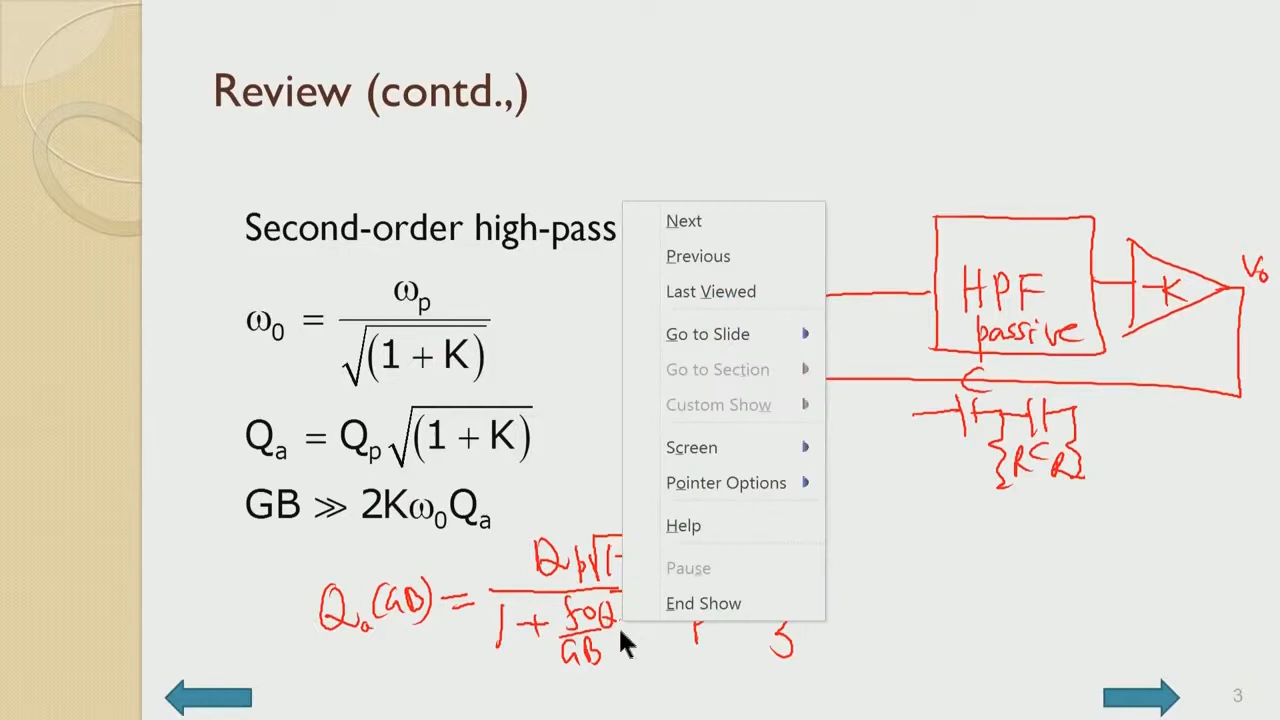 Review (contd.,)
Second-order high-pass
ω₀ = ωₚ / √(1 + K)
Qₐ = Qₚ √(1 + K)
GB ≫ 2Kω₀Qₐ
Next
Previous
Last Viewed
Go to Slide
Go to Section
Custom Show
Screen
Pointer Options
Help
Pause
End Show
HPF
passive
-K
V₀
C
R C R
Qₐ(GB) =
1 +
GB
3